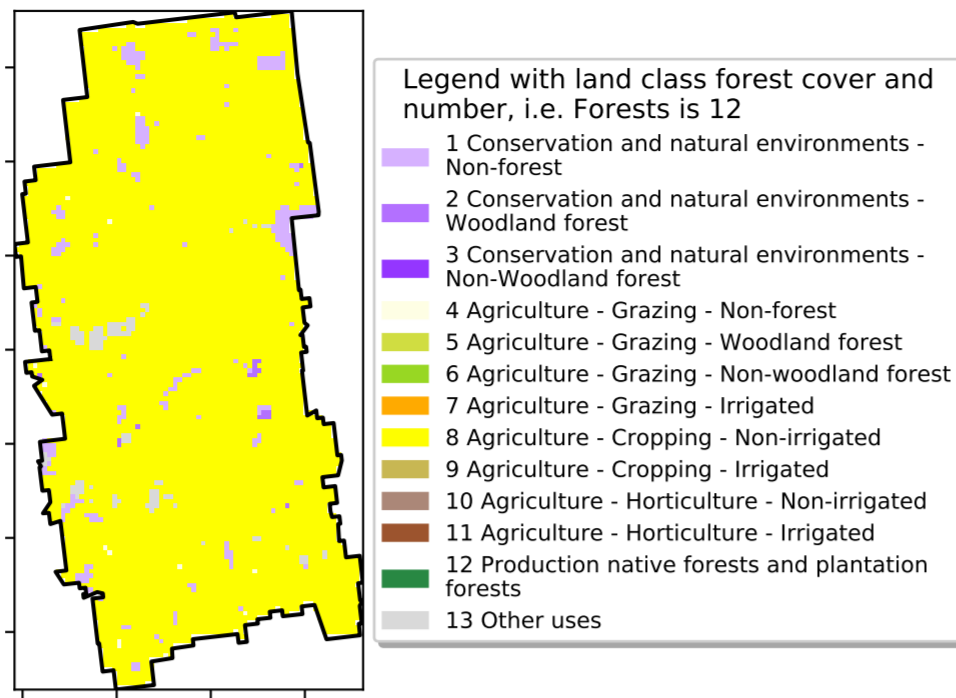 Legend with land class forest cover and
number, i.e. Forests is 12
1 Conservation and natural environments -
Non-forest
2 Conservation and natural environments -
Woodland forest
3 Conservation and natural environments -
Non-Woodland forest
4 Agriculture - Grazing - Non-forest
5 Agriculture - Grazing - Woodland forest
6 Agriculture - Grazing - Non-woodland forest
7 Agriculture - Grazing - Irrigated
8 Agriculture - Cropping - Non-irrigated
9 Agriculture - Cropping - Irrigated
10 Agriculture - Horticulture - Non-irrigated
11 Agriculture - Horticulture - Irrigated
12 Production native forests and plantation
forests
13 Other uses